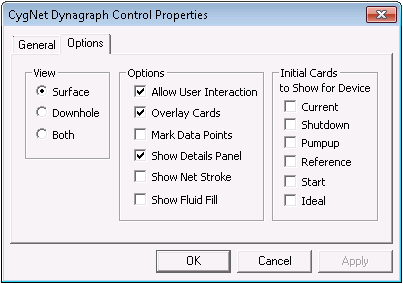 CygNet Dynagraph Control Properties
General
Options
View
Surface
Downhole
Both
Options
Allow User Interaction
Overlay Cards
Mark Data Points
Show Details Panel
Show Net Stroke
Show Fluid Fill
Initial Cards
to Show for Device
Current
Shutdown
Pumpup
Reference
Start
Ideal
OK
Cancel
Apply